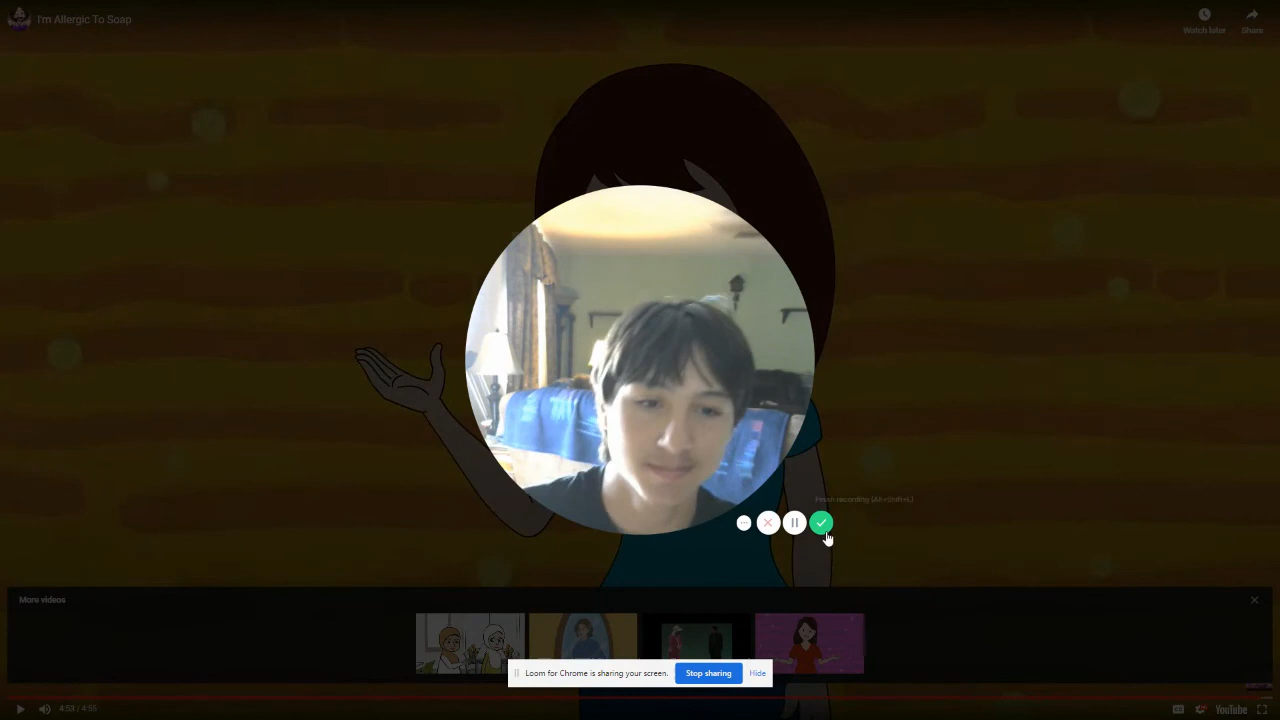 I'm Allergic To Soap
Watch later
Share
Finish recording (Alt+Shift+L)
More videos
Loom for Chrome is sharing your screen.
Stop sharing
Hide
4:53 / 4:55
YouTube